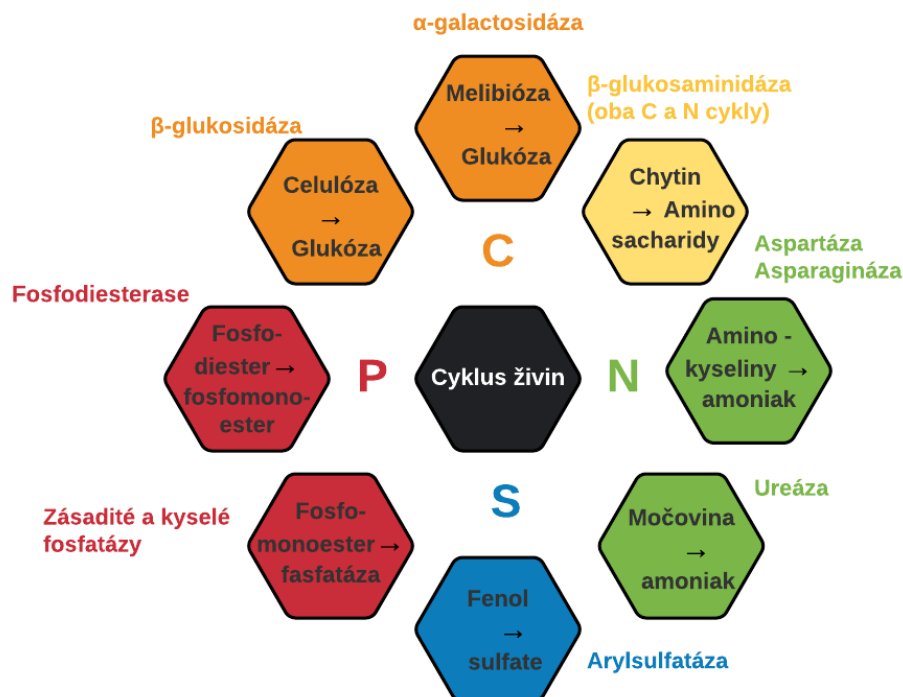 α-galactosidáza
Melibióza
→
Glukóza
β-glukosaminidáza
(oba C a N cykly)
β-glukosidáza
Celulóza
→
Glukóza
Chytin
→ Amino
sacharidy
C
Aspartáza
Asparagináza
Fosfodiesterase
Fosfo-
diester→
fosfomono-
ester
P
Cyklus živin
N
Amino -
kyseliny →
amoniak
S
Ureáza
Zásadité a kyselé
fosfatázy
Fosfo-
monoester→
fasfatáza
Močovina
→
amoniak
Fenol
→
sulfate
Arylsulfatáza